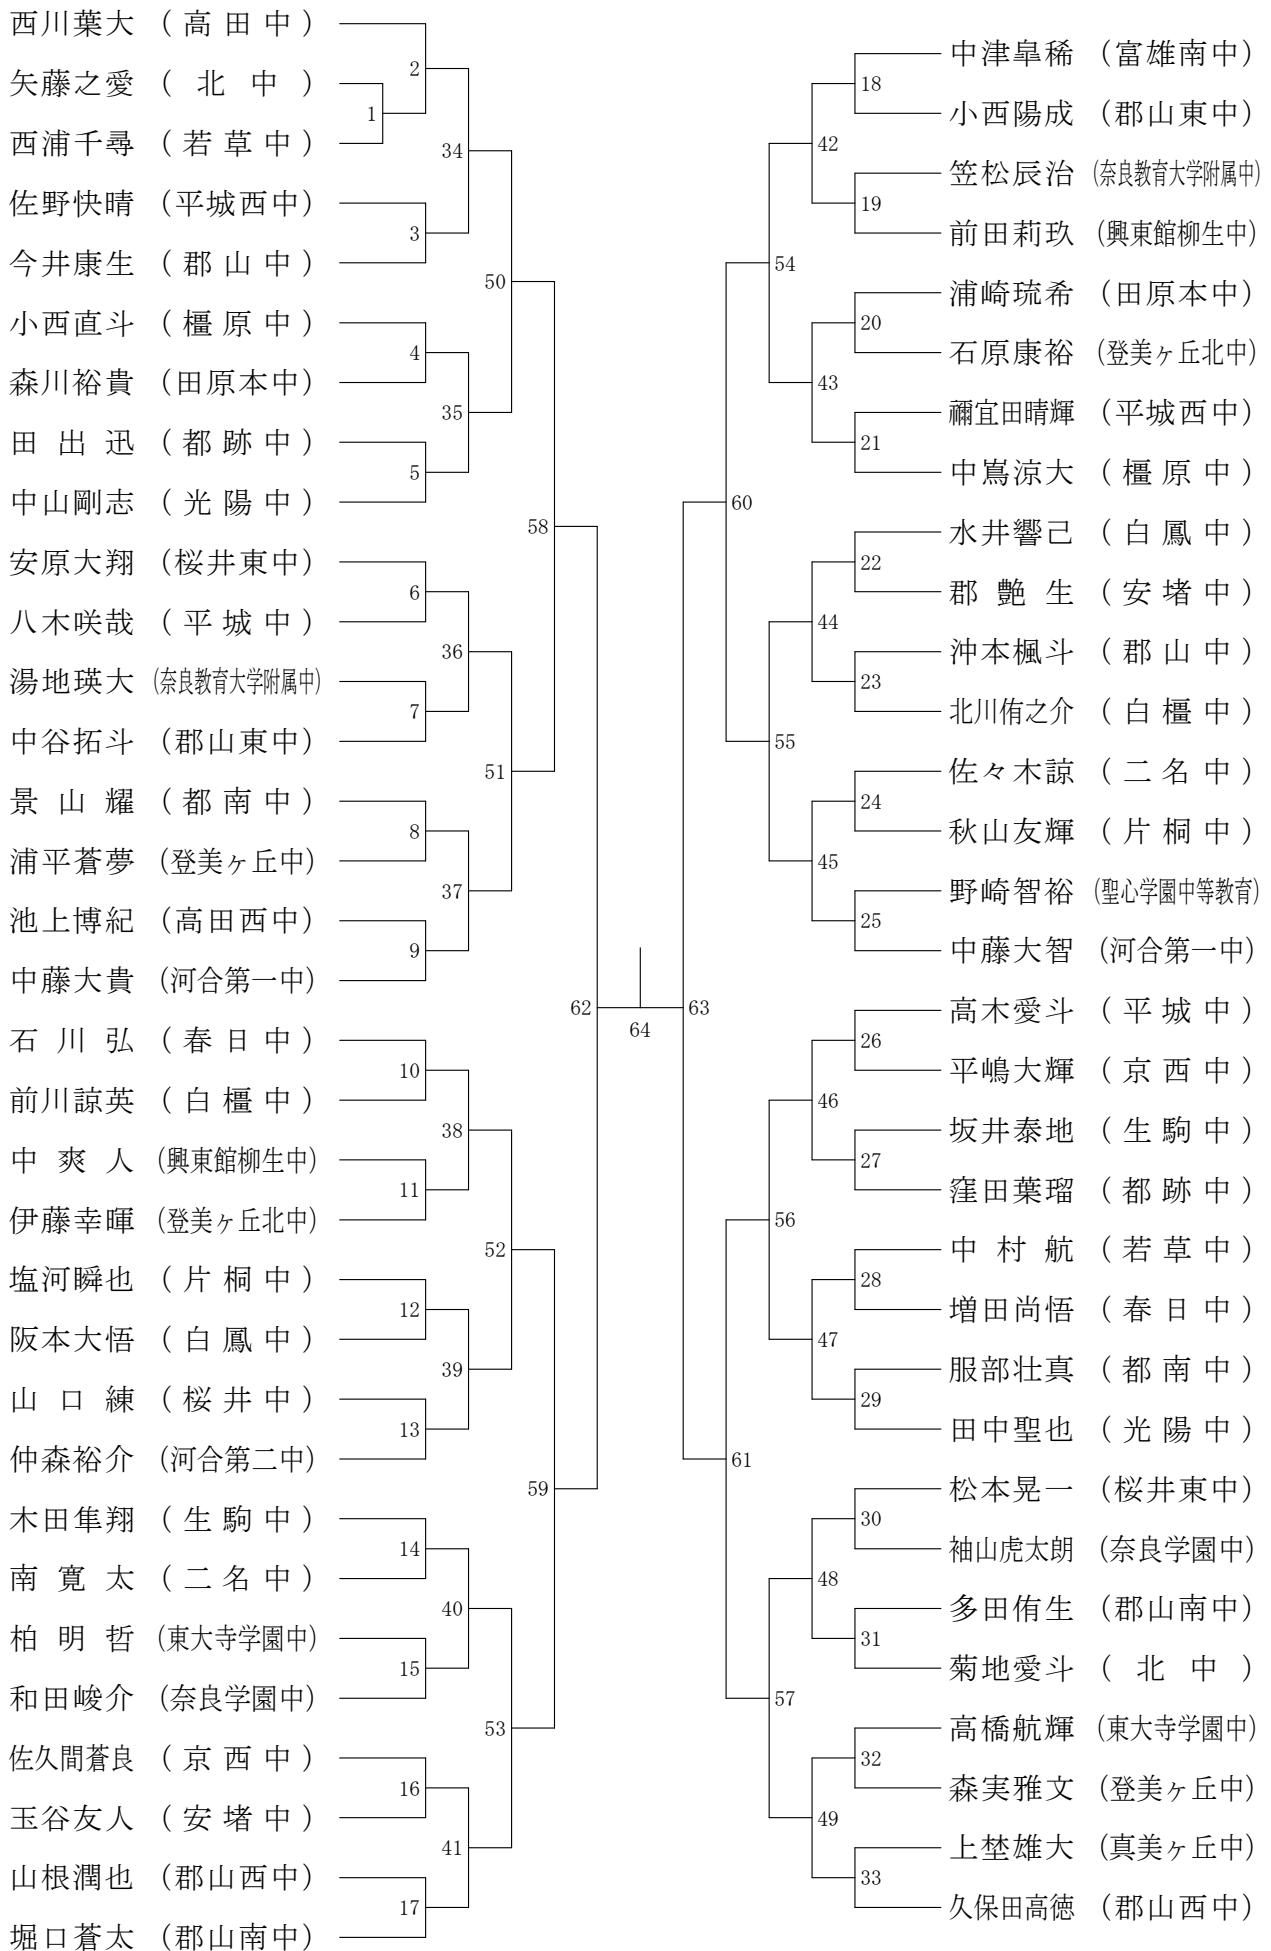 西川葉大 （高田中）
矢藤之愛 （北中）
西浦千尋 （若草中）
佐野快晴 （平城西中）
今井康生 （郡山中）
小西直斗 （橿原中）
森川裕貴 （田原本中）
田出迅 （都跡中）
中山剛志 （光陽中）
安原大翔 （桜井東中）
八木咲哉 （平城中）
湯地瑛大 （奈良教育大学附属中）
中谷拓斗 （郡山東中）
景山耀 （都南中）
浦平蒼夢 （登美ヶ丘中）
池上博紀 （高田西中）
中藤大貴 （河合第一中）
石川弘 （春日中）
前川諒英 （白橿中）
中爽人 （興東館柳生中）
伊藤幸暉 （登美ヶ丘北中）
塩河瞬也 （片桐中）
阪本大悟 （白鳳中）
山口練 （桜井中）
仲森裕介 （河合第二中）
木田隼翔 （生駒中）
南寛太 （二名中）
柏明哲 （東大寺学園中）
和田峻介 （奈良学園中）
佐久間蒼良 （京西中）
玉谷友人 （安堵中）
山根潤也 （郡山西中）
堀口蒼太 （郡山南中）
1
2
3
4
5
6
7
8
9
10
11
12
13
14
15
16
17
34
35
36
37
38
39
40
41
50
51
52
53
58
59
62
64
63
60
61
54
55
56
57
42
43
44
45
46
47
48
49
18
19
20
21
22
23
24
25
26
27
28
29
30
31
32
33
中津皐稀 （富雄南中）
小西陽成 （郡山東中）
笠松辰治 （奈良教育大学附属中）
前田莉玖 （興東館柳生中）
浦崎琉希 （田原本中）
石原康裕 （登美ヶ丘北中）
禰宜田晴輝 （平城西中）
中嶌涼大 （橿原中）
水井響己 （白鳳中）
郡艶生 （安堵中）
沖本楓斗 （郡山中）
北川侑之介 （白橿中）
佐々木諒 （二名中）
秋山友輝 （片桐中）
野崎智裕 （聖心学園中等教育）
中藤大智 （河合第一中）
高木愛斗 （平城中）
平嶋大輝 （京西中）
坂井泰地 （生駒中）
窪田葉瑠 （都跡中）
中村航 （若草中）
増田尚悟 （春日中）
服部壮真 （都南中）
田中聖也 （光陽中）
松本晃一 （桜井東中）
袖山虎太朗 （奈良学園中）
多田侑生 （郡山南中）
菊地愛斗 （北中）
高橋航輝 （東大寺学園中）
森実雅文 （登美ヶ丘中）
上埜雄大 （真美ヶ丘中）
久保田高徳 （郡山西中）